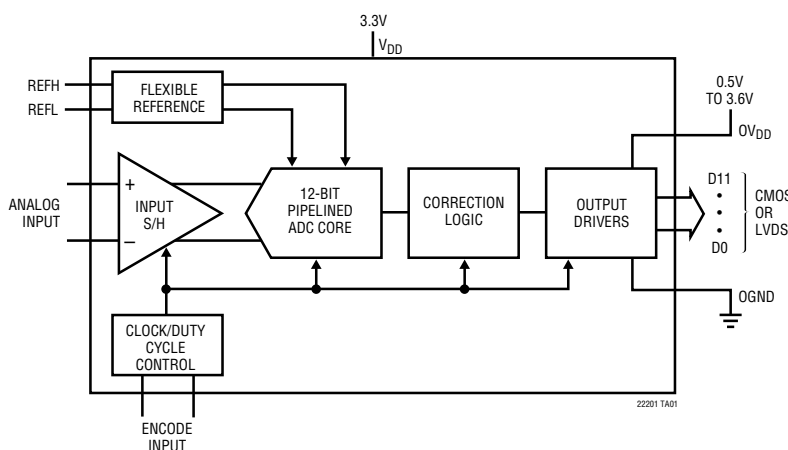 3.3V
VDD
REFH
REFL
FLEXIBLE
REFERENCE
0.5V
TO 3.6V
OVDD
ANALOG
INPUT
+
–
INPUT
S/H
12-BIT
PIPELINED
ADC CORE
CORRECTION
LOGIC
OUTPUT
DRIVERS
D11
•
•
•
D0
CMOS
OR
LVDS
OGND
CLOCK/DUTY
CYCLE
CONTROL
22201 TA01
ENCODE
INPUT